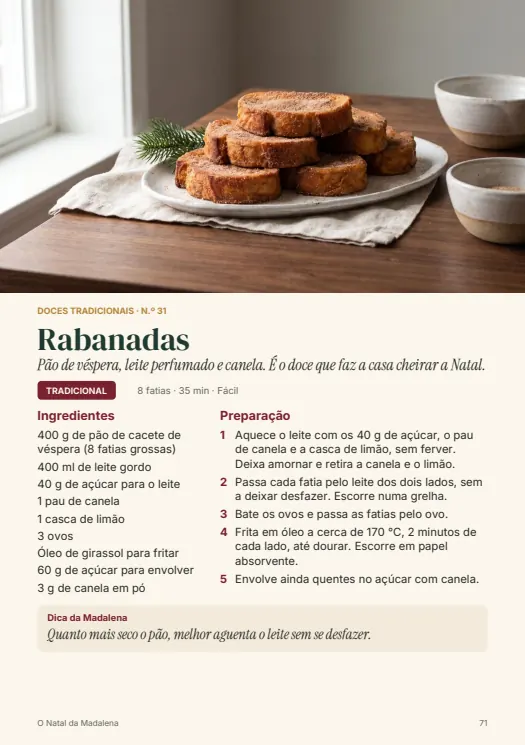 DOCES TRADICIONAIS · N.º 31
Rabanadas
Pão de véspera, leite perfumado e canela. É o doce que faz a casa cheirar a Natal.
TRADICIONAL
8 fatias · 35 min · Fácil
Ingredientes
400 g de pão de cacete de
véspera (8 fatias grossas)
400 ml de leite gordo
40 g de açúcar para o leite
1 pau de canela
1 casca de limão
3 ovos
Óleo de girassol para fritar
60 g de açúcar para envolver
3 g de canela em pó
Preparação
1 Aquece o leite com os 40 g de açúcar, o pau
de canela e a casca de limão, sem ferver.
Deixa amornar e retira a canela e o limão.
2 Passa cada fatia pelo leite dos dois lados, sem
a deixar desfazer. Escorre numa grelha.
3 Bate os ovos e passa as fatias pelo ovo.
4 Frita em óleo a cerca de 170 °C, 2 minutos de
cada lado, até dourar. Escorre em papel
absorvente.
5 Envolve ainda quentes no açúcar com canela.
Dica da Madalena
Quanto mais seco o pão, melhor aguenta o leite sem se desfazer.
O Natal da Madalena
71